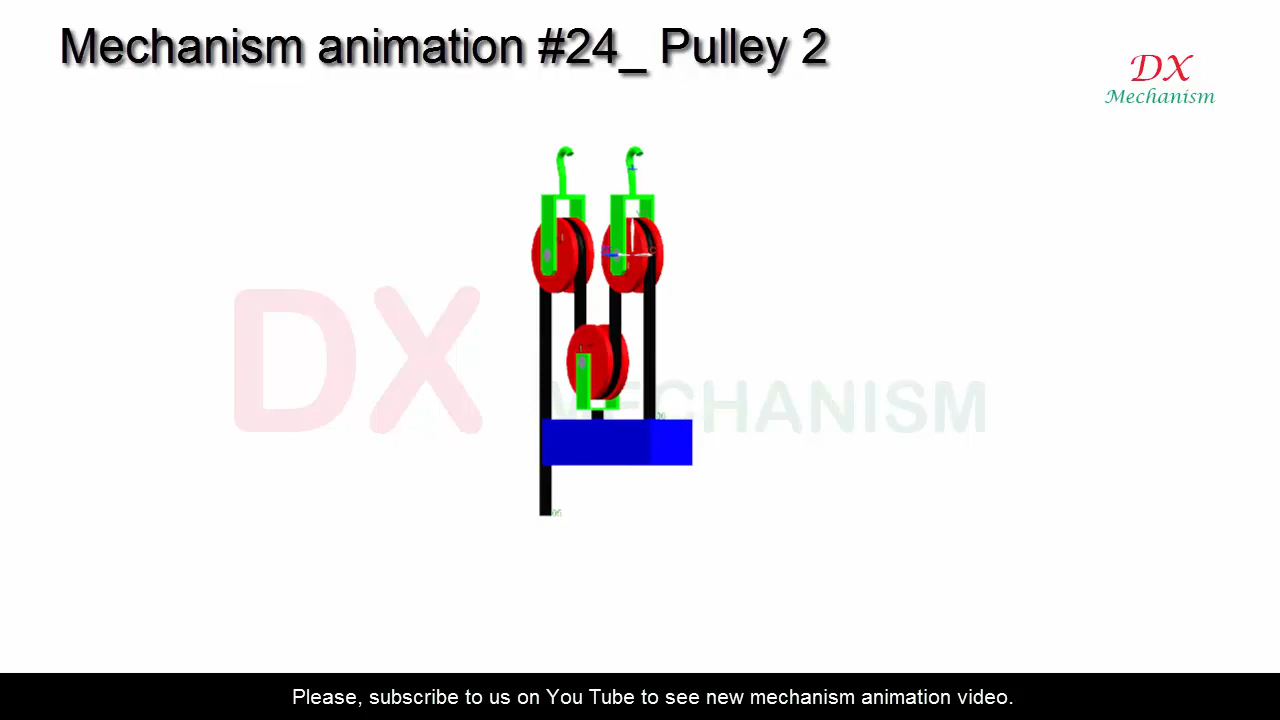 Mechanism animation #24_ Pulley 2
DX
Mechanism
DX MECHANISM
Please, subscribe to us on You Tube to see new mechanism animation video.